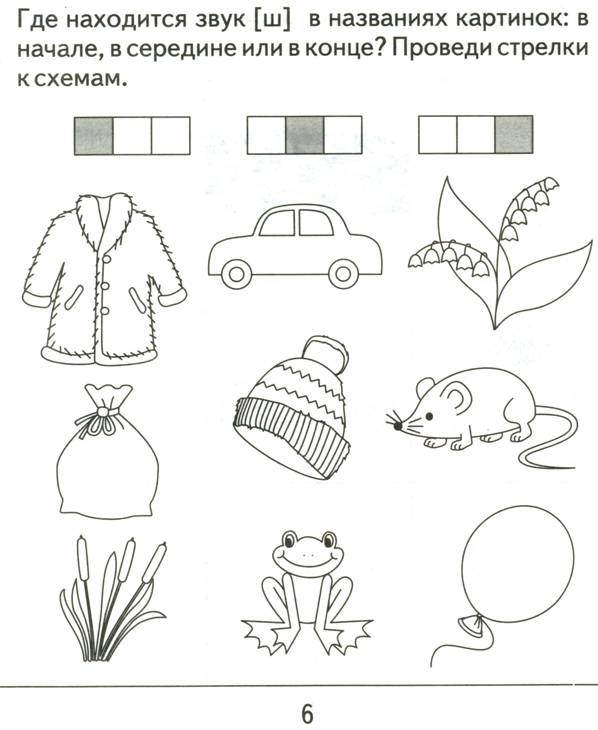 Где находится звук [ш] в названиях картинок: в
начале, в середине или в конце? Проведи стрелки
к схемам.
6